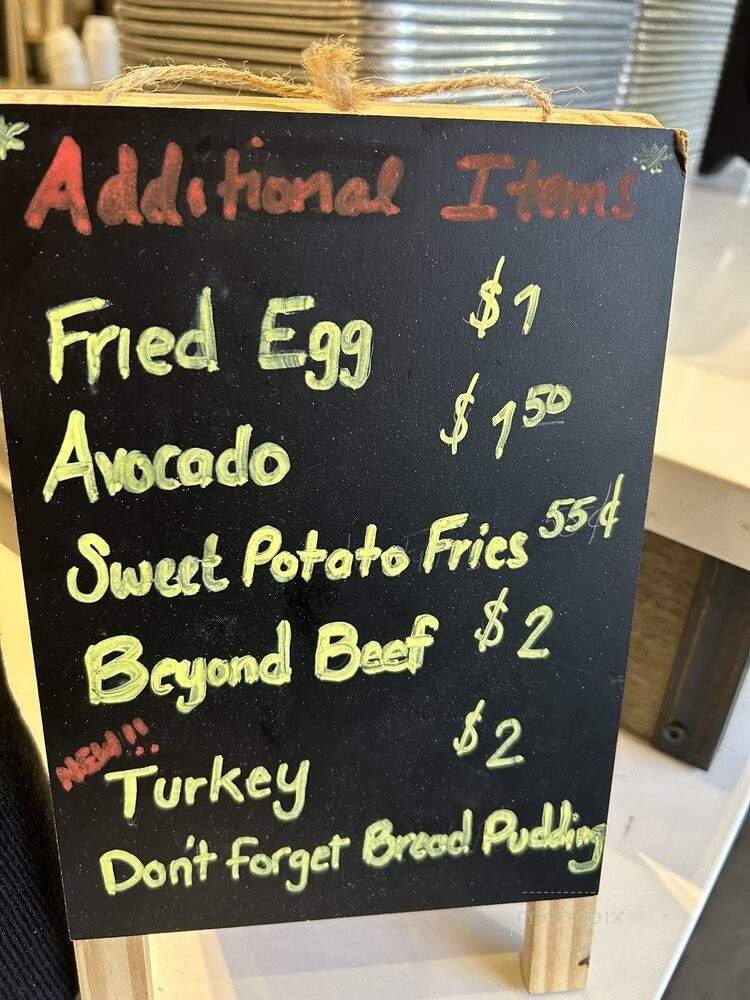 Additional Items
Fried Egg $1
Avocado $1 50
Sweet Potato Fries 55¢
Beyond Beef $2
NEW!!
Turkey $2
Don't forget Bread Pudding